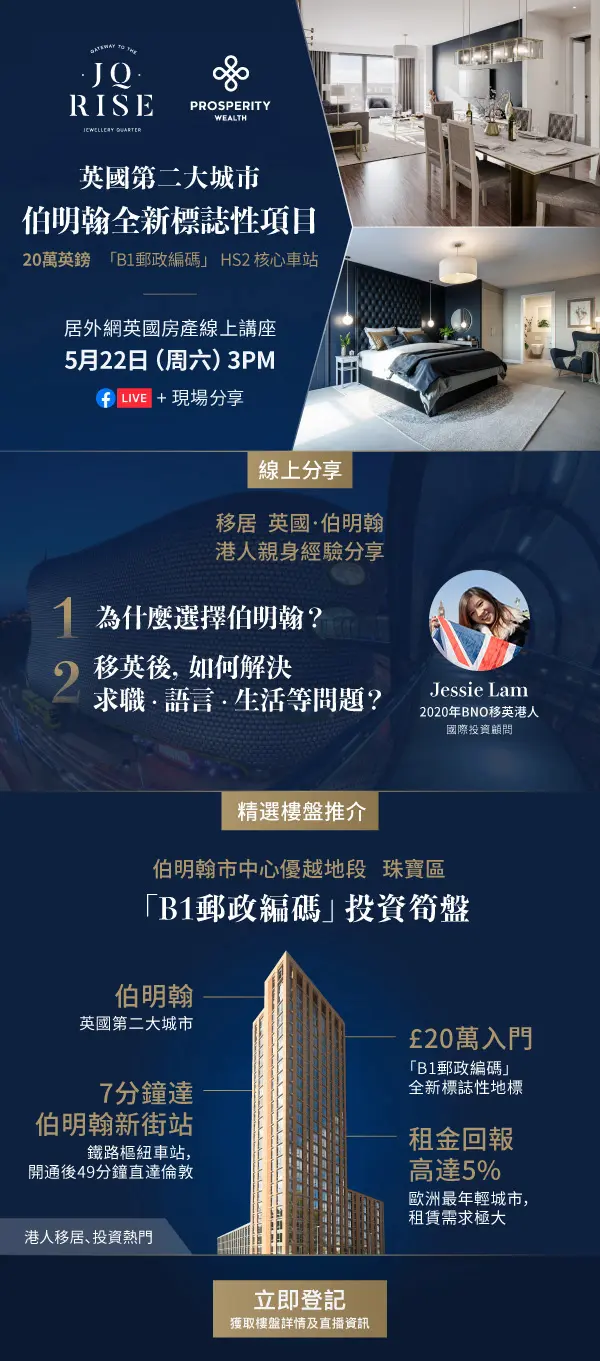 GATEWAY TO THE
JQ
RISE
JEWELLERY QUARTER
PROSPERITY
WEALTH
英國第二大城市
伯明翰全新標誌性項目
20萬英鎊 「B1郵政編碼」 HS2 核心車站
居外網英國房產線上講座
5月22日（周六）3PM
LIVE + 現場分享
線上分享
移居 英國·伯明翰
港人親身經驗分享
1 為什麼選擇伯明翰？
2 移英後, 如何解決
求職·語言·生活等問題？
Jessie Lam
2020年BNO移英港人
國際投資顧問
精選樓盤推介
伯明翰市中心優越地段 珠寶區
「B1郵政編碼」投資筍盤
伯明翰
英國第二大城市
£20萬入門
「B1郵政編碼」
全新標誌性地標
7分鐘達
伯明翰新街站
鐵路樞紐車站,
開通後49分鐘直達倫敦
租金回報
高達5%
歐洲最年輕城市,
租賃需求極大
港人移居、投資熱門
立即登記
獲取樓盤詳情及直播資訊